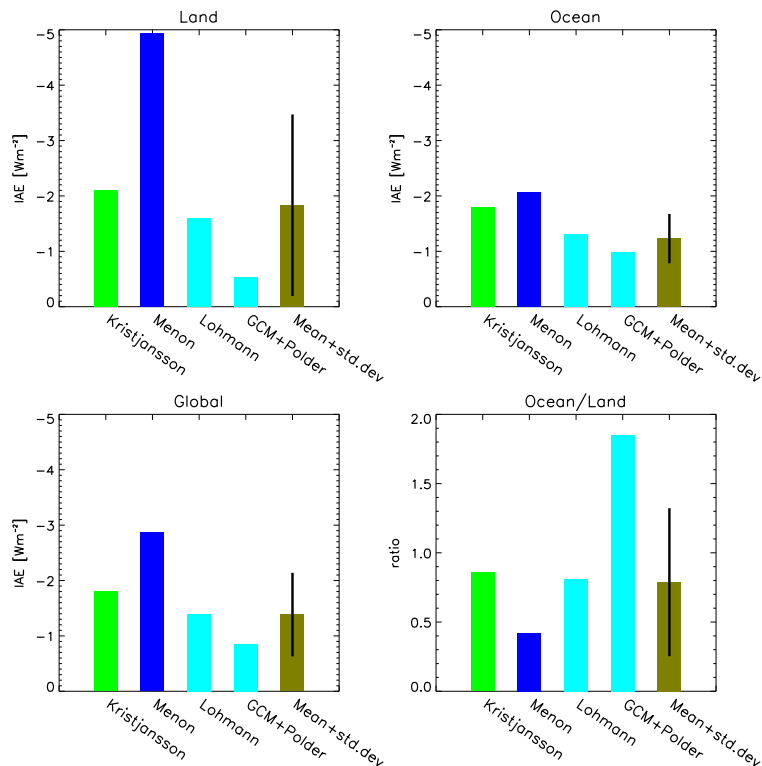 Land
IAE [Wm⁻²]
-5
-4
-3
-2
-1
0
Kristjansson
Menon
Lohmann
GCM+Polder
Mean+std.dev
Ocean
IAE [Wm⁻²]
-5
-4
-3
-2
-1
0
Kristjansson
Menon
Lohmann
GCM+Polder
Mean+std.dev
Global
IAE [Wm⁻²]
-5
-4
-3
-2
-1
0
Kristjansson
Menon
Lohmann
GCM+Polder
Mean+std.dev
Ocean/Land
ratio
2.0
1.5
1.0
0.5
0.0
Kristjansson
Menon
Lohmann
GCM+Polder
Mean+std.dev